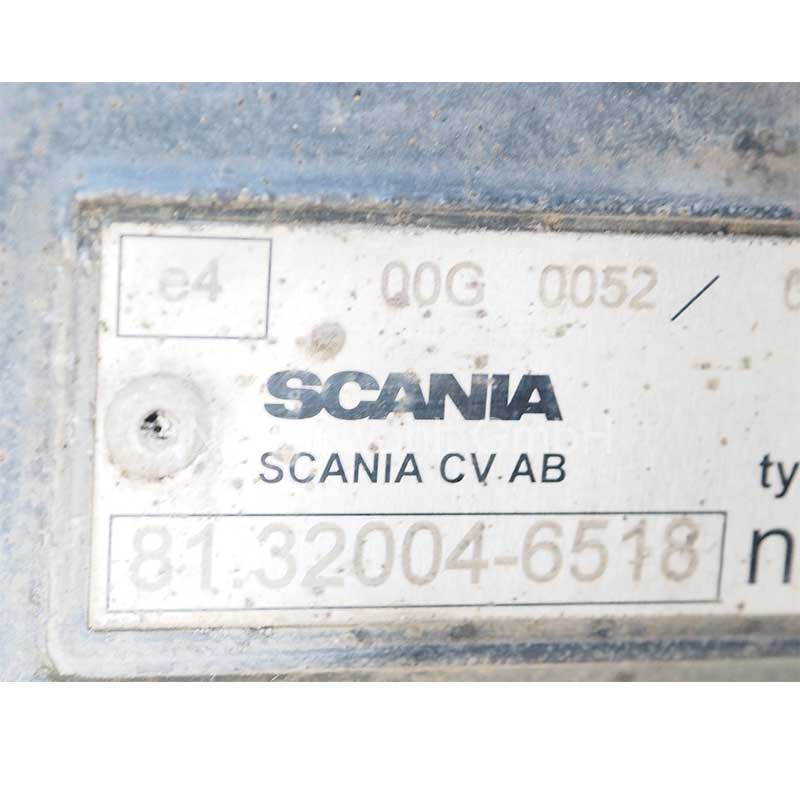 e4 00G 0052 /
SCANIA
SCANIA CV AB ty
81.32004-6518 n